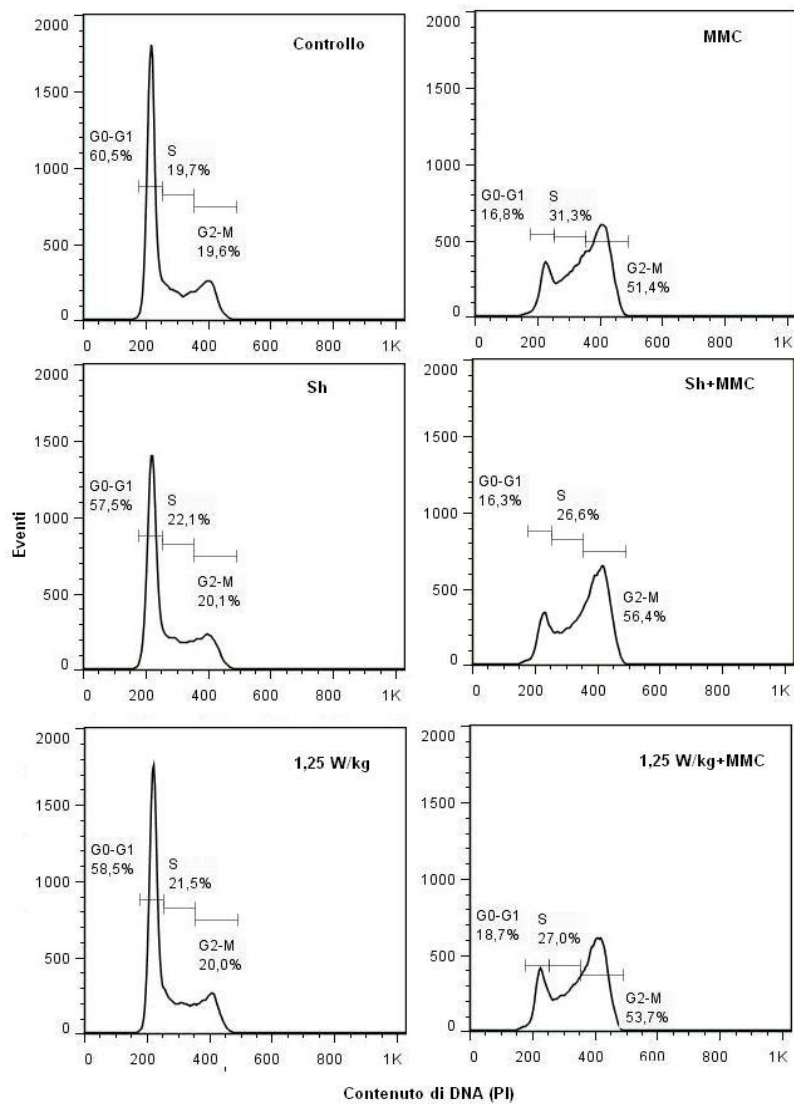 2000
1500
1000
500
0
Controllo
G0-G1
60,5%
S
19,7%
G2-M
19,6%
0 200 400 600 800 1K
2000
1500
1000
500
0
MMC
G0-G1
16,8%
S
31,3%
G2-M
51,4%
0 200 400 600 800 1K
Eventi
2000
1500
1000
500
0
Sh
G0-G1
57,5%
S
22,1%
G2-M
20,1%
0 200 400 600 800 1K
2000
1500
1000
500
0
Sh+MMC
G0-G1
16,3%
S
26,6%
G2-M
56,4%
0 200 400 600 800 1K
2000
1500
1000
500
0
1,25 W/kg
G0-G1
58,5%
S
21,5%
G2-M
20,0%
0 200 400 600 800 1K
2000
1500
1000
500
0
1,25 W/kg+MMC
G0-G1
18,7%
S
27,0%
G2-M
53,7%
0 200 400 600 800 1K
Contenuto di DNA (PI)